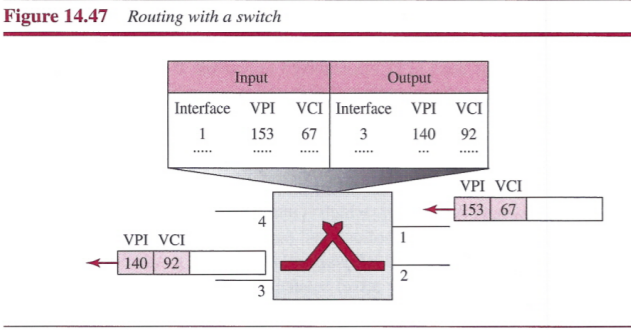 Figure 14.47 Routing with a switch
Input Output
Interface VPI VCI Interface VPI VCI
1 153 67 3 140 92
..... ..... ..... ..... ... .....
VPI VCI
153 67
4
1
VPI VCI
140 92
2
3